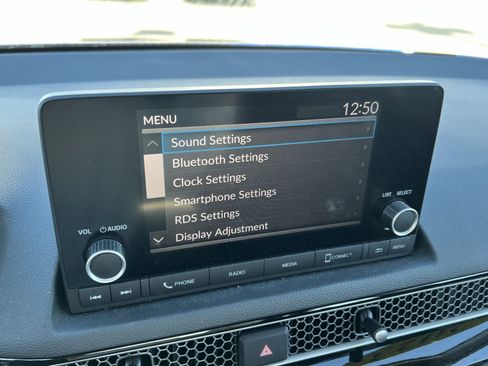 MENU 12:50
Sound Settings
Bluetooth Settings
Clock Settings
Smartphone Settings
RDS Settings
Display Adjustment
VOL AUDIO
LIST SELECT
PHONE RADIO MEDIA CONNECT MENU